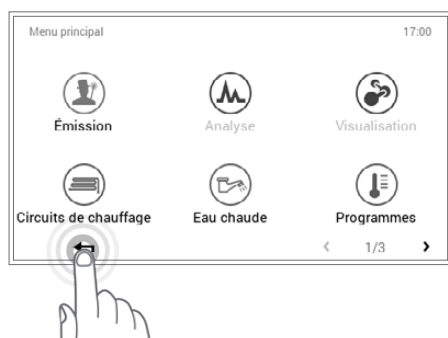 Menu principal 17:00
Émission Analyse Visualisation
Circuits de chauffage Eau chaude Programmes
1/3